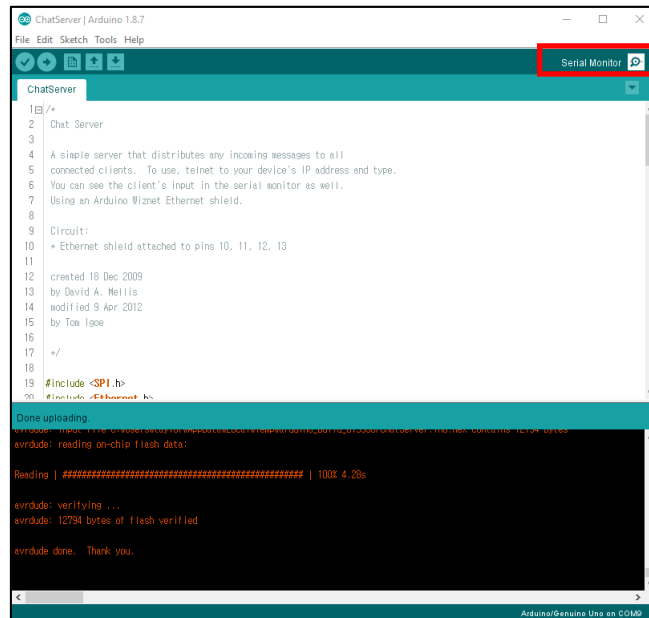 ChatServer | Arduino 1.8.7
File Edit Sketch Tools Help
Serial Monitor
ChatServer
1 /*
2 Chat Server
3
4 A simple server that distributes any incoming messages to all
5 connected clients. To use, telnet to your device's IP address and type.
6 You can see the client's input in the serial monitor as well.
7 Using an Arduino Wiznet Ethernet shield.
8
9 Circuit:
10 * Ethernet shield attached to pins 10, 11, 12, 13
11
12 created 18 Dec 2009
13 by David A. Mellis
14 modified 9 Apr 2012
15 by Tom Igoe
16
17 */
18
19 #include <SPI.h>
20 #include <Ethernet.h>
Done uploading.
contains 12794 bytes
avrdude: reading on-chip flash data:
Reading | ################################################## | 100% 4.28s
avrdude: verifying ...
avrdude: 12794 bytes of flash verified
avrdude done. Thank you.
Arduino/Genuino Uno on COM9